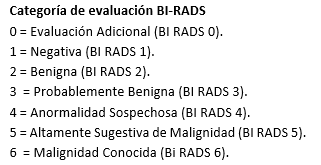 Categoría de evaluación BI-RADS
0 = Evaluación Adicional (BI RADS 0).
1 = Negativa (BI RADS 1).
2 = Benigna (BI RADS 2).
3 = Probablemente Benigna (BI RADS 3).
4 = Anormalidad Sospechosa (BI RADS 4).
5 = Altamente Sugestiva de Malignidad (BI RADS 5).
6 = Malignidad Conocida (Bi RADS 6).